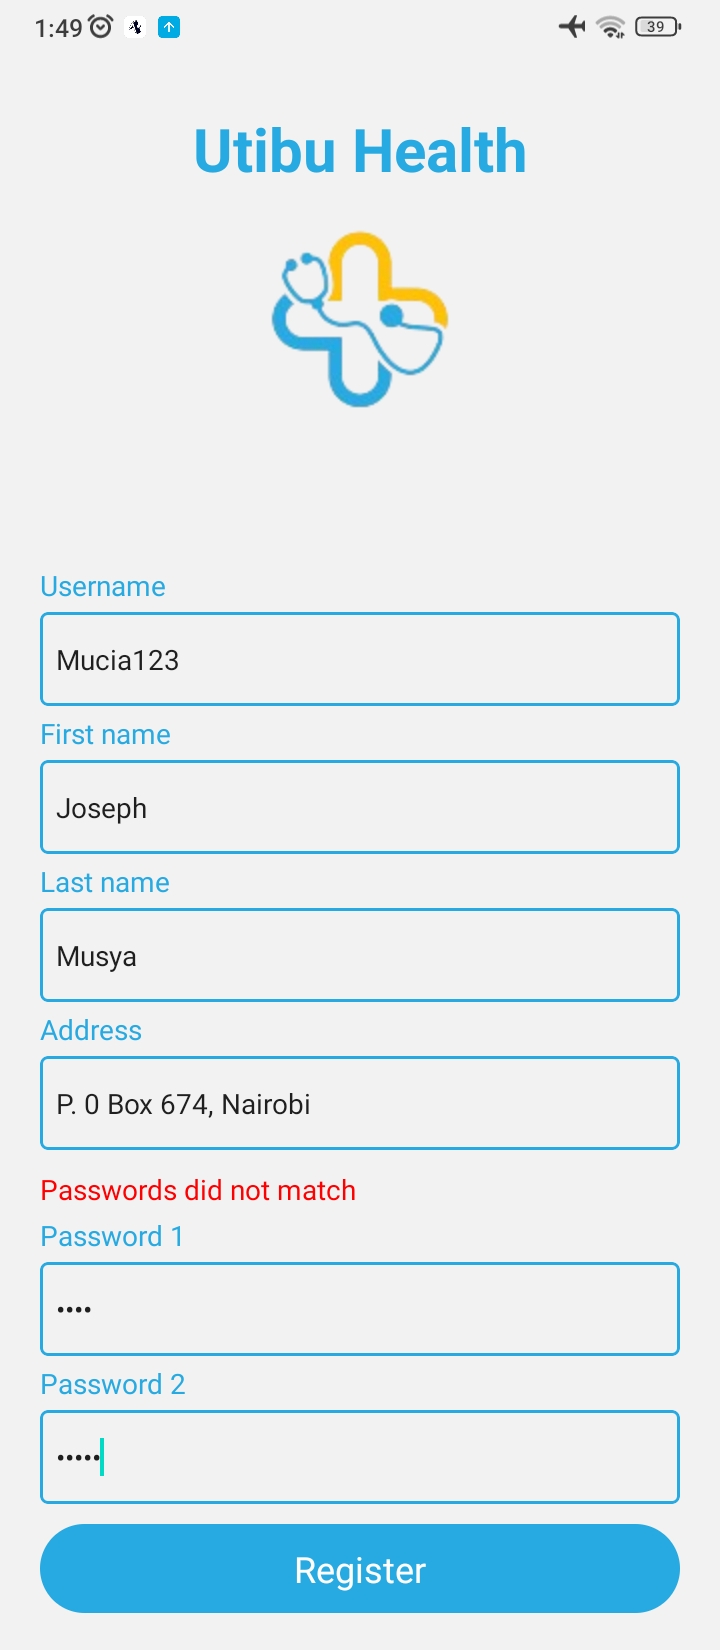 1:49
39
Utibu Health
Username
Mucia123
First name
Joseph
Last name
Musya
Address
P. 0 Box 674, Nairobi
Passwords did not match
Password 1
••••
Password 2
•••••
Register